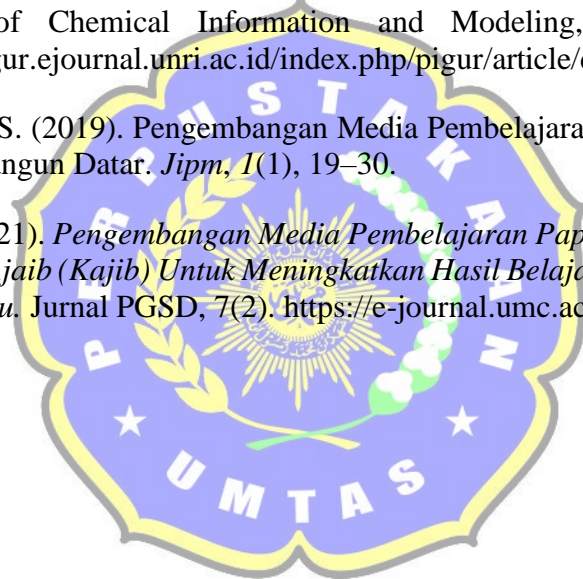 of Chemical Information and Modeling,
gur.ejournal.unri.ac.id/index.php/pigur/article/
S. (2019). Pengembangan Media Pembelajara
ngun Datar. Jipm, 1(1), 19–30.
21). Pengembangan Media Pembelajaran Pap
jaib (Kajib) Untuk Meningkatkan Hasil Belaja
u. Jurnal PGSD, 7(2). https://e-journal.umc.ac
PERPUSTAKAAN
UMTAS